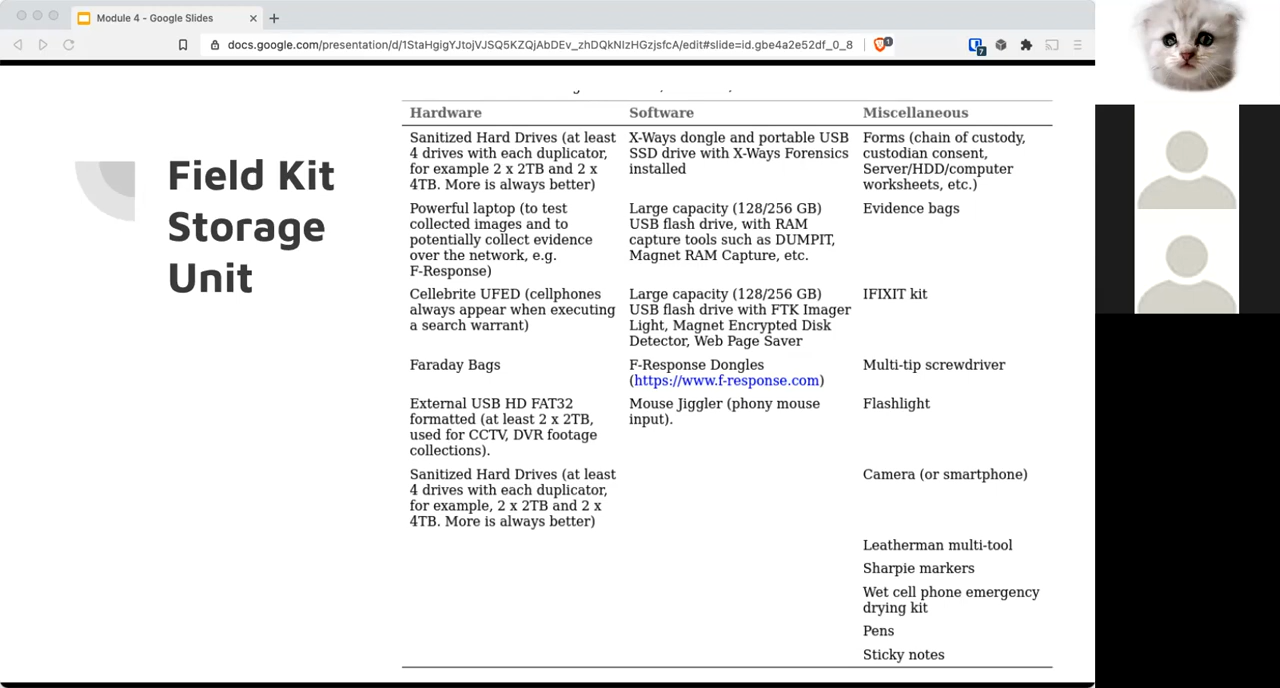 Module 4 - Google Slides
docs.google.com/presentation/d/1StaHgigYJtojVJSQ5KZQjAbDEv_zhDQkNIzHGzjsfcA/edit#slide=id.gbe4a2e52df_0_8
1
7
Field Kit
Storage
Unit
Hardware
Software
Miscellaneous
Sanitized Hard Drives (at least
4 drives with each duplicator,
for example 2 x 2TB and 2 x
4TB. More is always better)
X-Ways dongle and portable USB
SSD drive with X-Ways Forensics
installed
Forms (chain of custody,
custodian consent,
Server/HDD/computer
worksheets, etc.)
Powerful laptop (to test
collected images and to
potentially collect evidence
over the network, e.g.
F-Response)
Large capacity (128/256 GB)
USB flash drive, with RAM
capture tools such as DUMPIT,
Magnet RAM Capture, etc.
Evidence bags
Cellebrite UFED (cellphones
always appear when executing
a search warrant)
Large capacity (128/256 GB)
USB flash drive with FTK Imager
Light, Magnet Encrypted Disk
Detector, Web Page Saver
IFIXIT kit
Faraday Bags
F-Response Dongles
(https://www.f-response.com)
Multi-tip screwdriver
External USB HD FAT32
formatted (at least 2 x 2TB,
used for CCTV, DVR footage
collections).
Mouse Jiggler (phony mouse
input).
Flashlight
Sanitized Hard Drives (at least
4 drives with each duplicator,
for example, 2 x 2TB and 2 x
4TB. More is always better)
Camera (or smartphone)
Leatherman multi-tool
Sharpie markers
Wet cell phone emergency
drying kit
Pens
Sticky notes